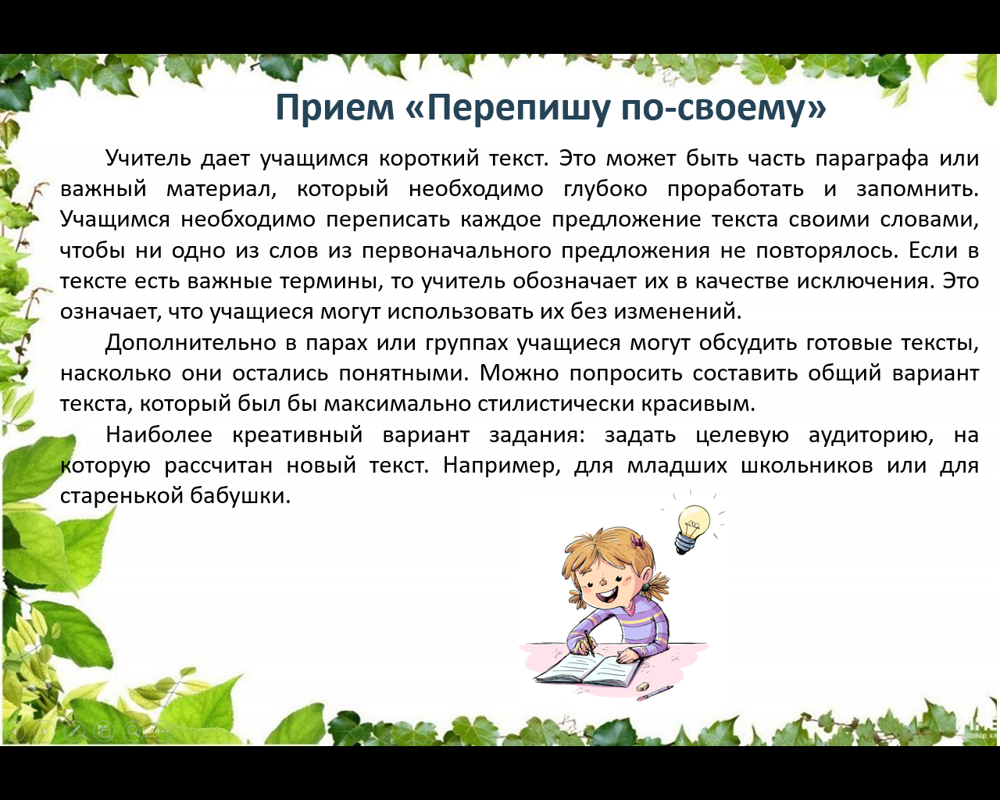 Прием «Перепишу по-своему»
Учитель дает учащимся короткий текст. Это может быть часть параграфа или
важный материал, который необходимо глубоко проработать и запомнить.
Учащимся необходимо переписать каждое предложение текста своими словами,
чтобы ни одно из слов из первоначального предложения не повторялось. Если в
тексте есть важные термины, то учитель обозначает их в качестве исключения. Это
означает, что учащиеся могут использовать их без изменений.
Дополнительно в парах или группах учащиеся могут обсудить готовые тексты,
насколько они остались понятными. Можно попросить составить общий вариант
текста, который был бы максимально стилистически красивым.
Наиболее креативный вариант задания: задать целевую аудиторию, на
которую рассчитан новый текст. Например, для младших школьников или для
старенькой бабушки.